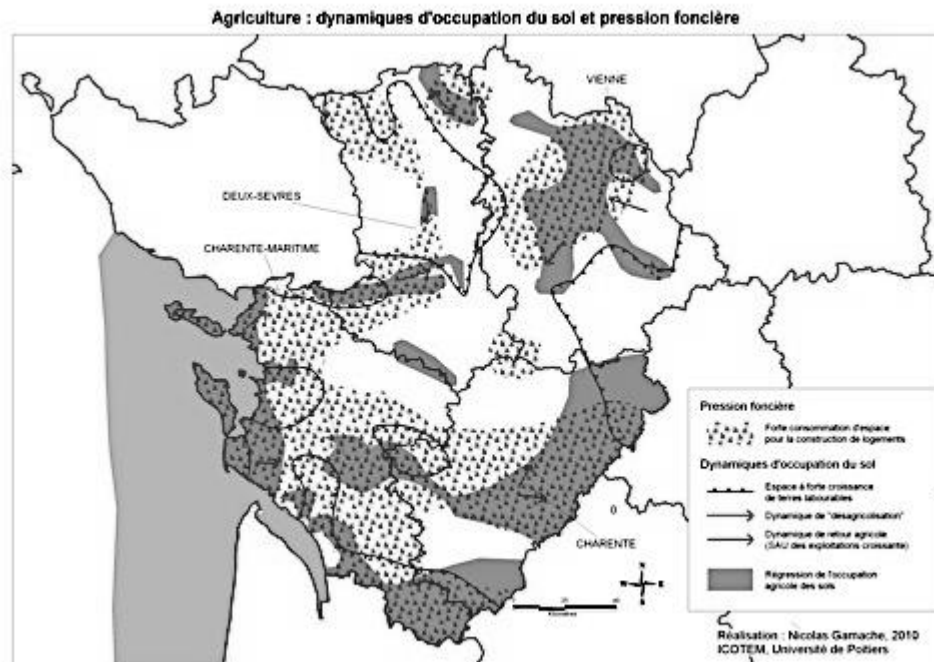 Agriculture : dynamiques d'occupation du sol et pression foncière
VIENNE
DEUX-SEVRES
CHARENTE-MARITIME
CHARENTE
Pression foncière
Forte consommation d'espace
pour la construction de logements
Dynamiques d'occupation du sol
Espace à forte croissance
de terres labourables
Dynamique de "désagricolisation"
Dynamique de retour agricole
(SAU des exploitations croissante)
Régression de l'occupation
agricole des sols
N
W E
S
0
Kilomètres
Réalisation : Nicolas Gamache, 2010
ICOTEM, Université de Poitiers